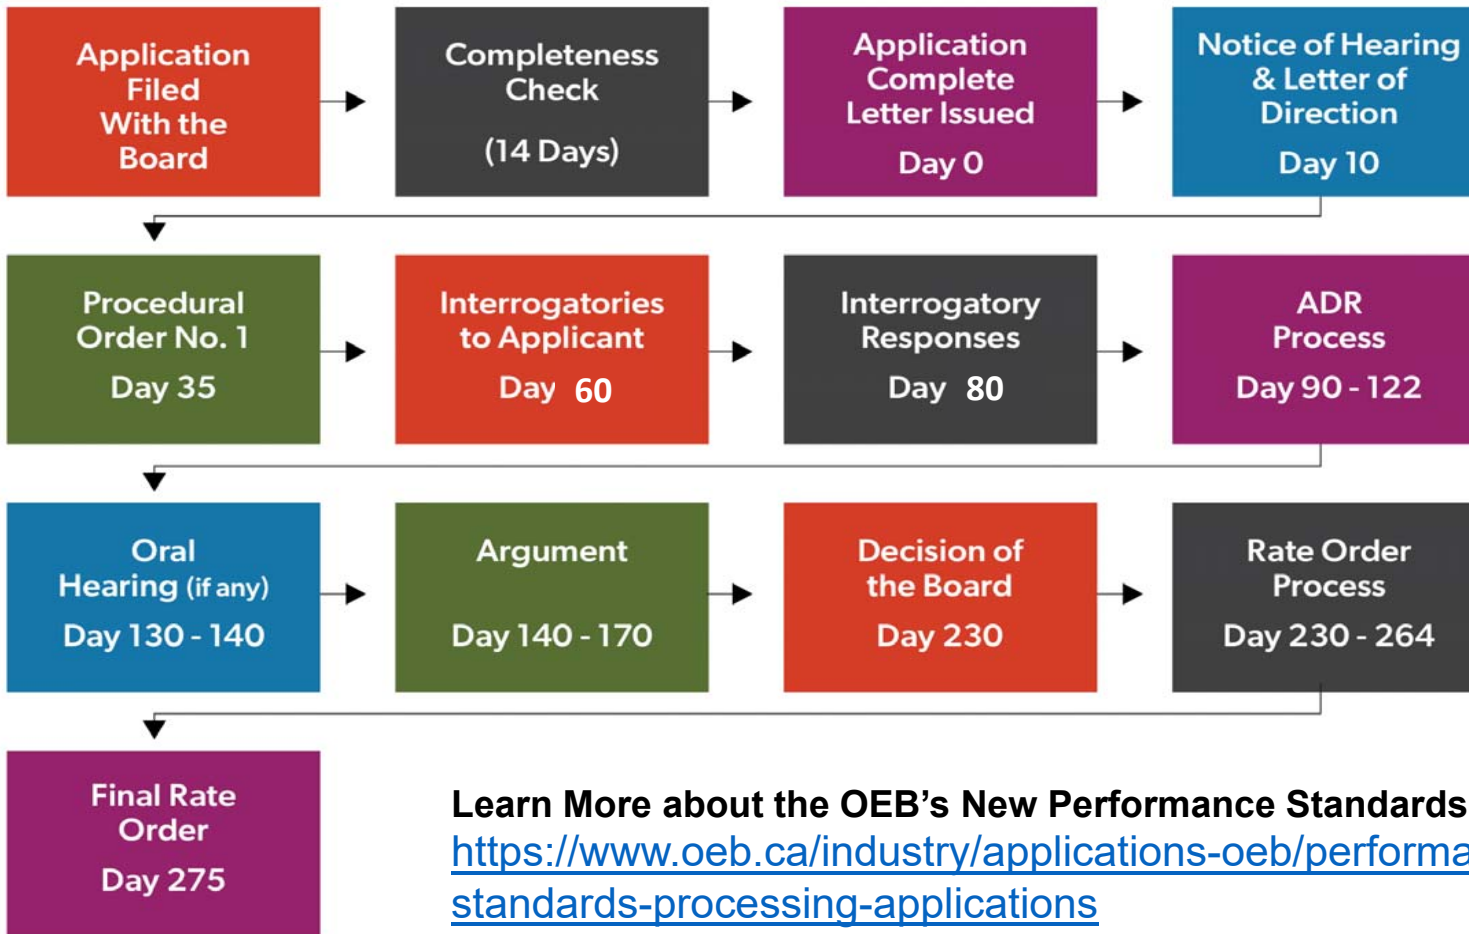 Application
Filed
With the
Board
Completeness
Check
(14 Days)
Application
Complete
Letter Issued
Day 0
Notice of Hearing
& Letter of
Direction
Day 10
Procedural
Order No. 1
Day 35
Interrogatories
to Applicant
Day 60
Interrogatory
Responses
Day 80
ADR
Process
Day 90 - 122
Oral
Hearing (if any)
Day 130 - 140
Argument
Day 140 - 170
Decision of
the Board
Day 230
Rate Order
Process
Day 230 - 264
Final Rate
Order
Day 275
Learn More about the OEB’s New Performance Standards
https://www.oeb.ca/industry/applications-oeb/performa
standards-processing-applications